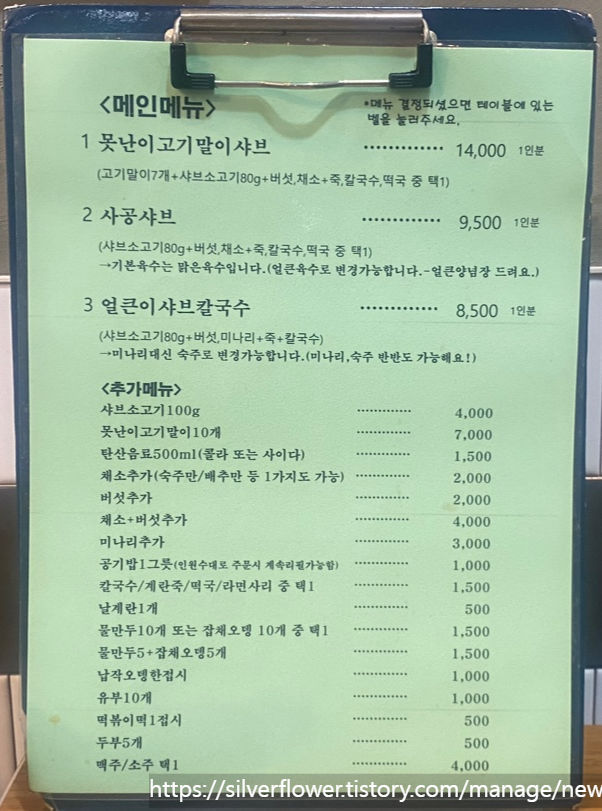 <메인메뉴>
•메뉴 결정되셨으면 테이블에 있는
벨을 눌러주세요.
1 못난이고기말이샤브 ············· 14,000 1인분
(고기말이7개+샤브소고기80g+버섯,채소+죽,칼국수,떡국 중 택1)
2 사공샤브 ············· 9,500 1인분
(샤브소고기80g+버섯,채소+죽,칼국수,떡국 중 택1)
→기본육수는 맑은육수입니다.(얼큰육수로 변경가능합니다.-얼큰양념장 드려요.)
3 얼큰이샤브칼국수 ············· 8,500 1인분
(샤브소고기80g+버섯,미나리+죽+칼국수)
→미나리대신 숙주로 변경가능합니다.(미나리,숙주 반반도 가능해요!)
<추가메뉴>
샤브소고기100g ············· 4,000
못난이고기말이10개 ············· 7,000
탄산음료500ml(콜라 또는 사이다) ············· 1,500
채소추가(숙주만/배추만 등 1가지도 가능) ············· 2,000
버섯추가 ············· 2,000
채소+버섯추가 ············· 4,000
미나리추가 ············· 3,000
공기밥1그릇(인원수대로 주문시 계속리필가능함) ············· 1,000
칼국수/계란죽/떡국/라면사리 중 택1 ············· 1,500
날계란1개 ············· 500
물만두10개 또는 잡채오뎅 10개 중 택1 ············· 1,500
물만두5+잡채오뎅5개 ············· 1,500
납작오뎅한접시 ············· 1,000
유부10개 ············· 1,000
떡볶이떡1접시 ············· 500
두부5개 ············· 500
맥주/소주 택1 ············· 4,000
https://silverflower.tistory.com/manage/new